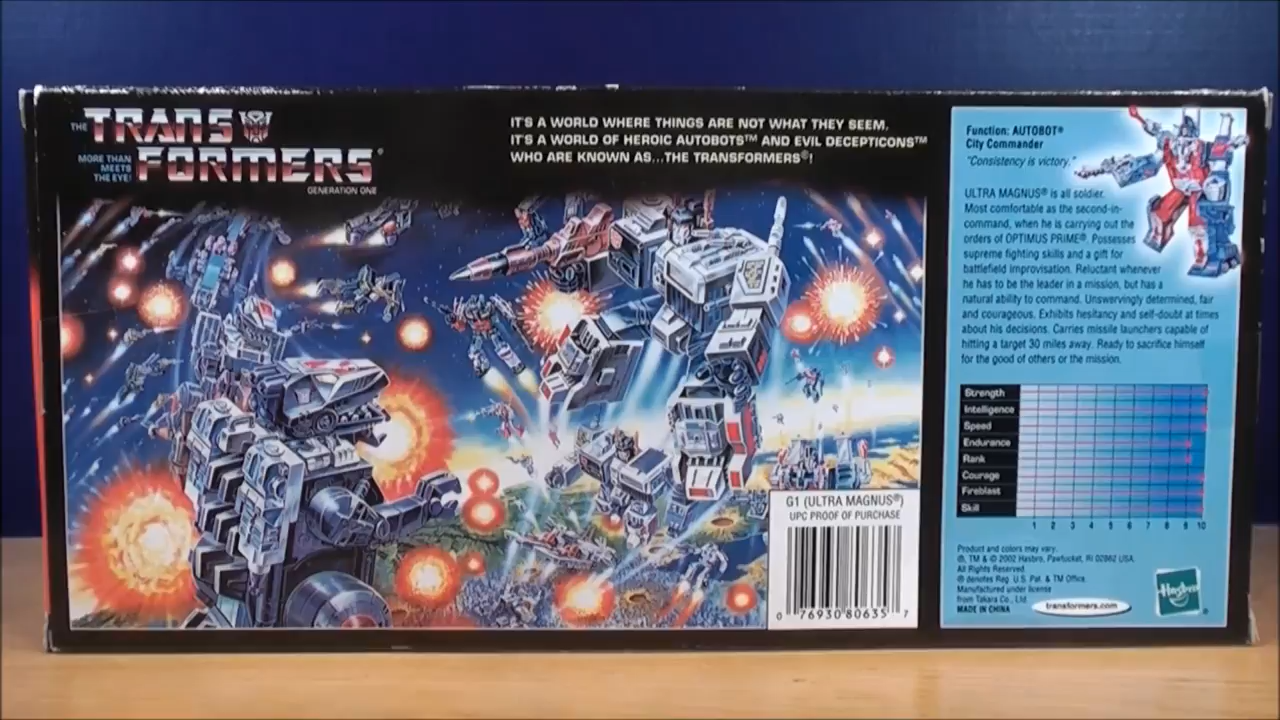 THE TRANSFORMERS®
MORE THAN
MEETS
THE EYE!
GENERATION ONE
IT'S A WORLD WHERE THINGS ARE NOT WHAT THEY SEEM.
IT'S A WORLD OF HEROIC AUTOBOTS™ AND EVIL DECEPTICONS™
WHO ARE KNOWN AS...THE TRANSFORMERS®!
Function: AUTOBOT®
City Commander
"Consistency is victory."
ULTRA MAGNUS® is all soldier.
Most comfortable as the second-in-
command, when he is carrying out the
orders of OPTIMUS PRIME®. Possesses
supreme fighting skills and a gift for
battlefield improvisation. Reluctant whenever
he has to be the leader in a mission, but has a
natural ability to command. Unswervingly determined, fair
and courageous. Exhibits hesitancy and self-doubt at times
about his decisions. Carries missile launchers capable of
hitting a target 30 miles away. Ready to sacrifice himself
for the good of others or the mission.
Strength
Intelligence
Speed
Endurance
Rank
Courage
Fireblast
Skill
1 2 3 4 5 6 7 8 9 10
G1 (ULTRA MAGNUS®)
UPC PROOF OF PURCHASE
0 76930 80635 7
Product and colors may vary.
®, TM & © 2002 Hasbro, Pawtucket, RI 02862 USA.
All Rights Reserved.
® denotes Reg. U.S. Pat. & TM Office.
Manufactured under license
from Takara Co., Ltd.
MADE IN CHINA
transformers.com
Hasbro®